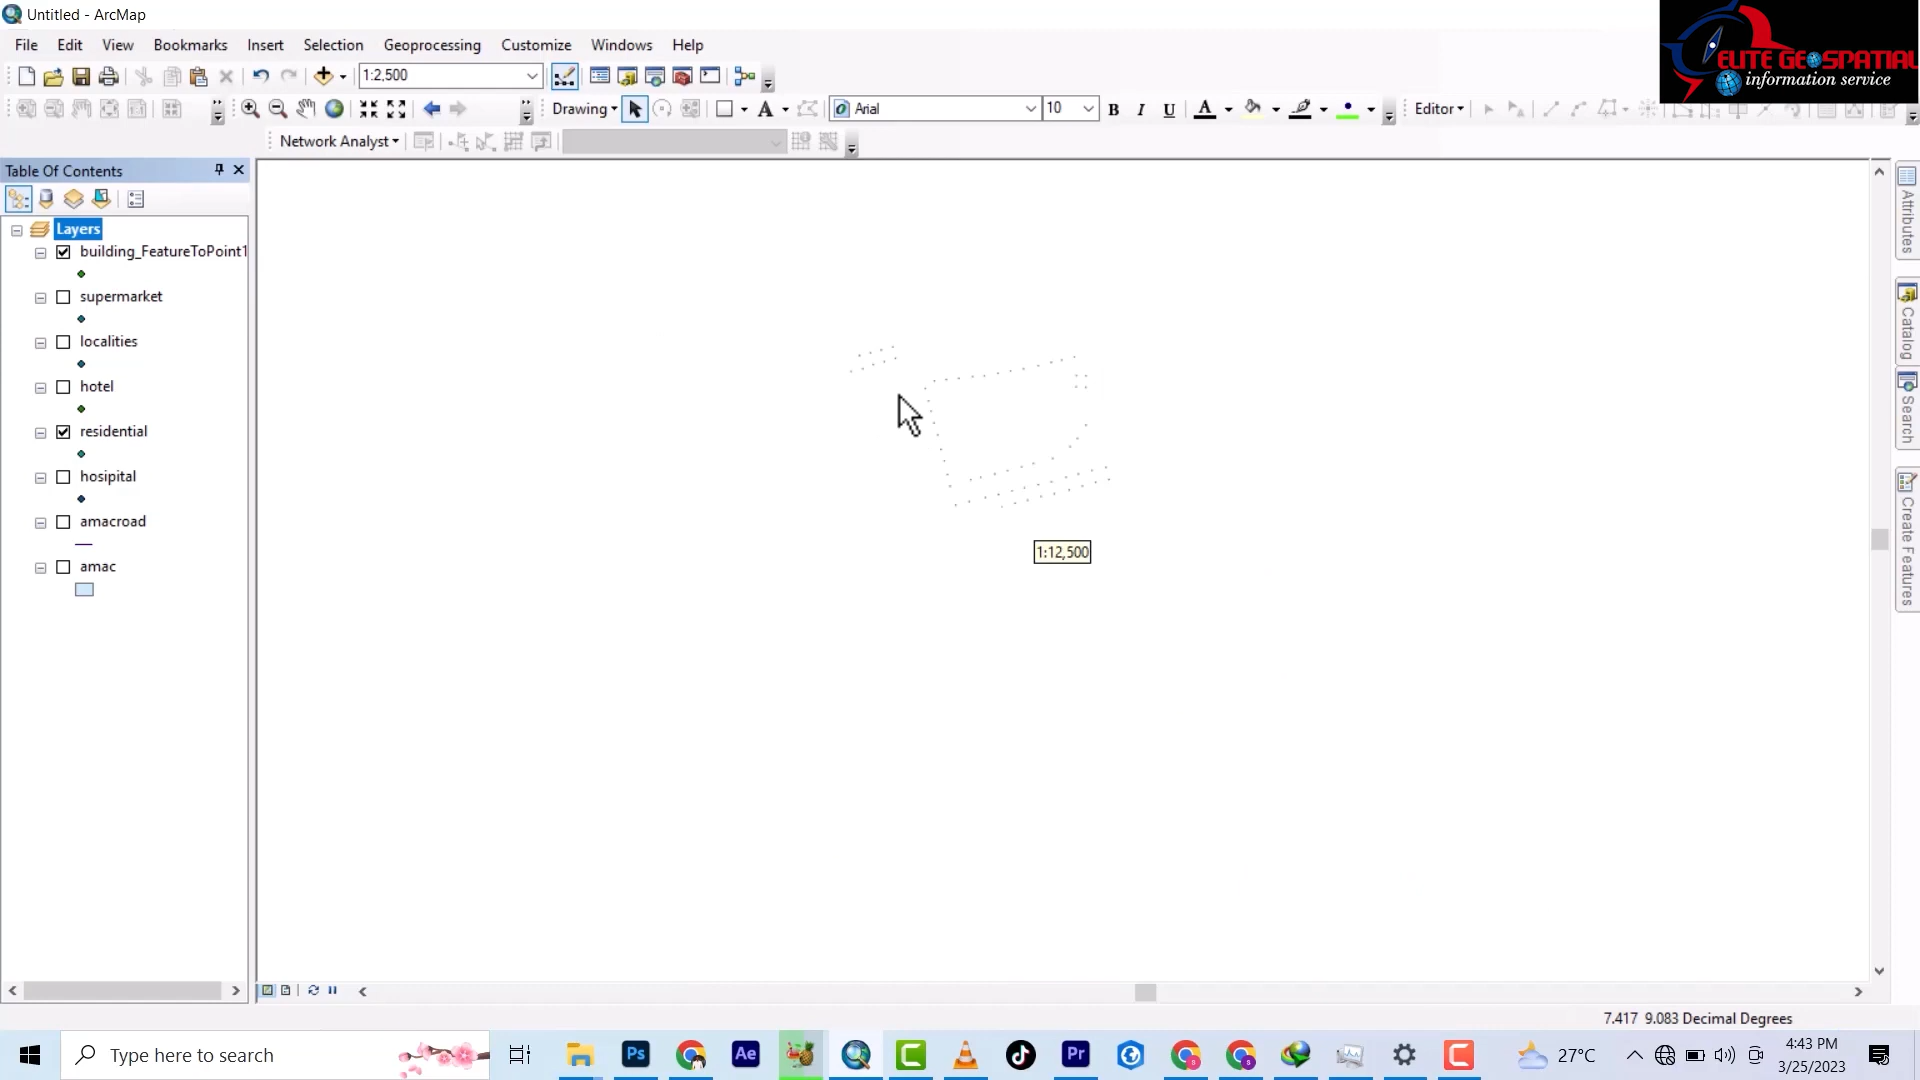 Untitled - ArcMap
ELITE GEOSPATIAL
information service
File Edit View Bookmarks Insert Selection Geoprocessing Customize Windows Help
1:2,500
Drawing A Arial 10 B I U A Editor
Network Analyst
Table Of Contents
Layers
building_FeatureToPoint1
supermarket
localities
hotel
residential
hosipital
amacroad
amac
1:12,500
Attributes
Catalog
Search
Create Features
7.417 9.083 Decimal Degrees
Type here to search
Ps
Ae
Pr
27°C
4:43 PM
3/25/2023